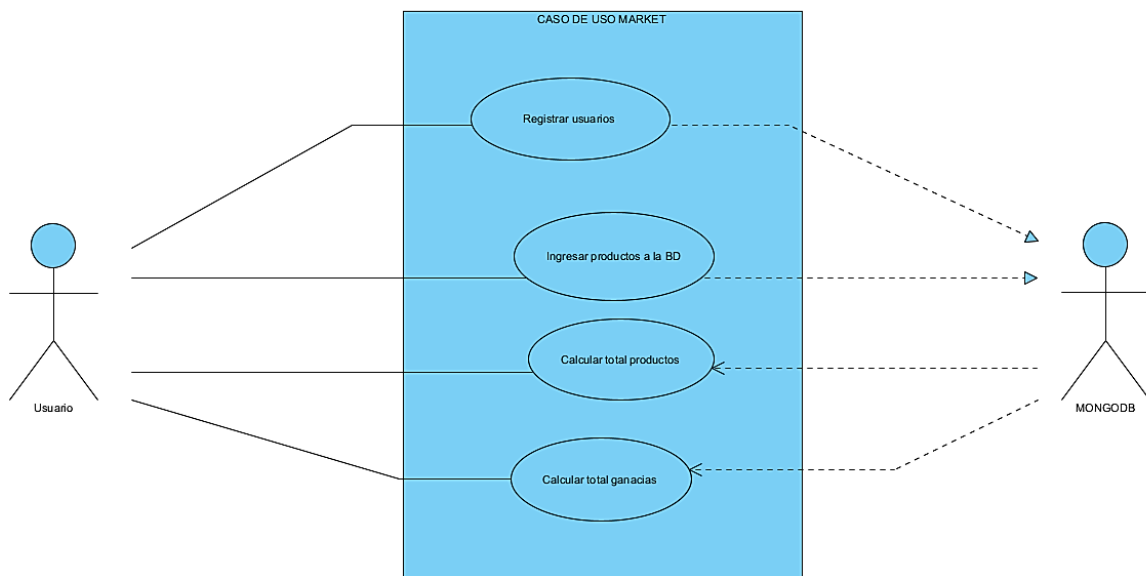 CASO DE USO MARKET
Registrar usuarios
Ingresar productos a la BD
Calcular total productos
Usuario
MONGODB
Calcular total ganacias